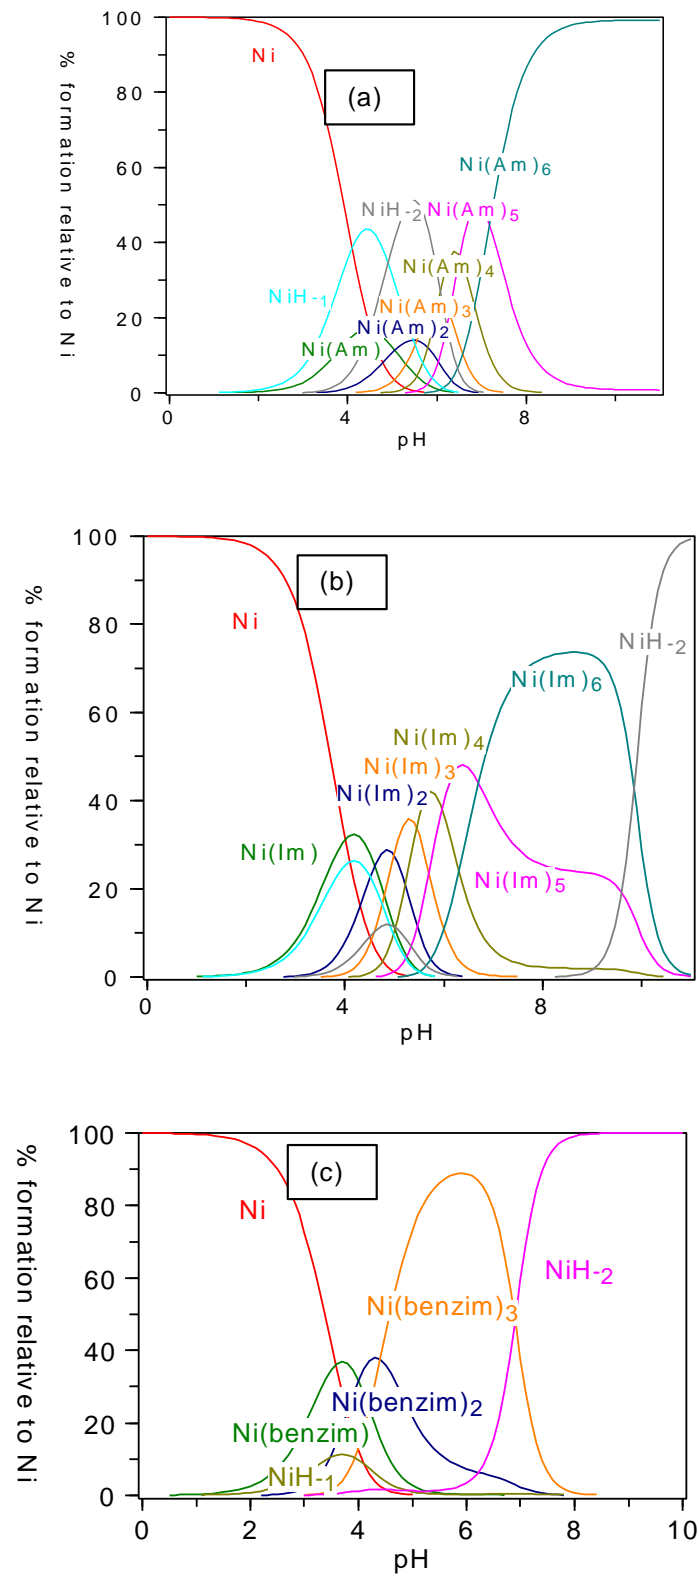 100
(a)
Ni
80
Ni(Am)6
60
NiH-2
Ni(Am)5
40
Ni(Am)4
NiH-1
Ni(Am)3
20
Ni(Am)2
Ni(Am)
0
0
4
8
pH
% formation relative to Ni
100
(b)
Ni
80
NiH-2
Ni(Im)6
60
Ni(Im)4
Ni(Im)3
40
Ni(Im)2
Ni(Im)
Ni(Im)5
20
0
0
4
8
pH
% formation relative to Ni
100
(c)
Ni
80
NiH-2
60
Ni(benzim)3
40
Ni(benzim)2
20
Ni(benzim)
NiH-1
0
0
2
4
6
8
10
pH
% formation relative to Ni